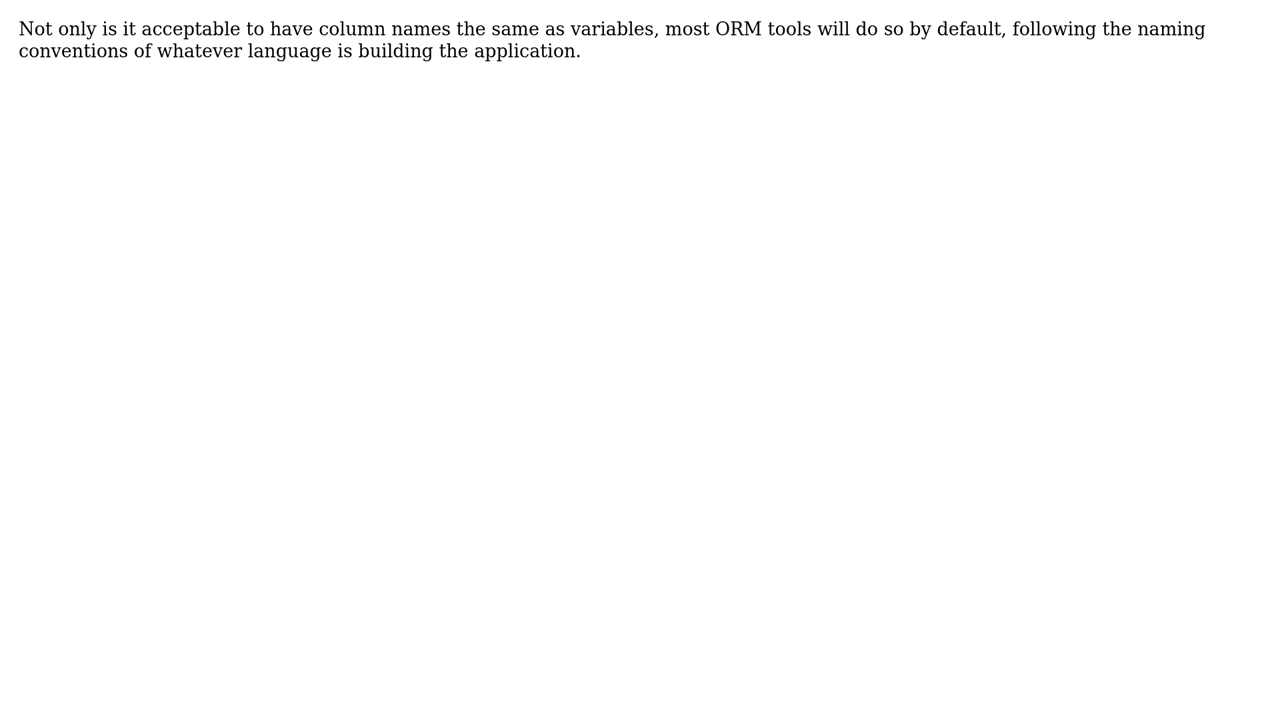 Not only is it acceptable to have column names the same as variables, most ORM tools will do so by default, following the naming
conventions of whatever language is building the application.